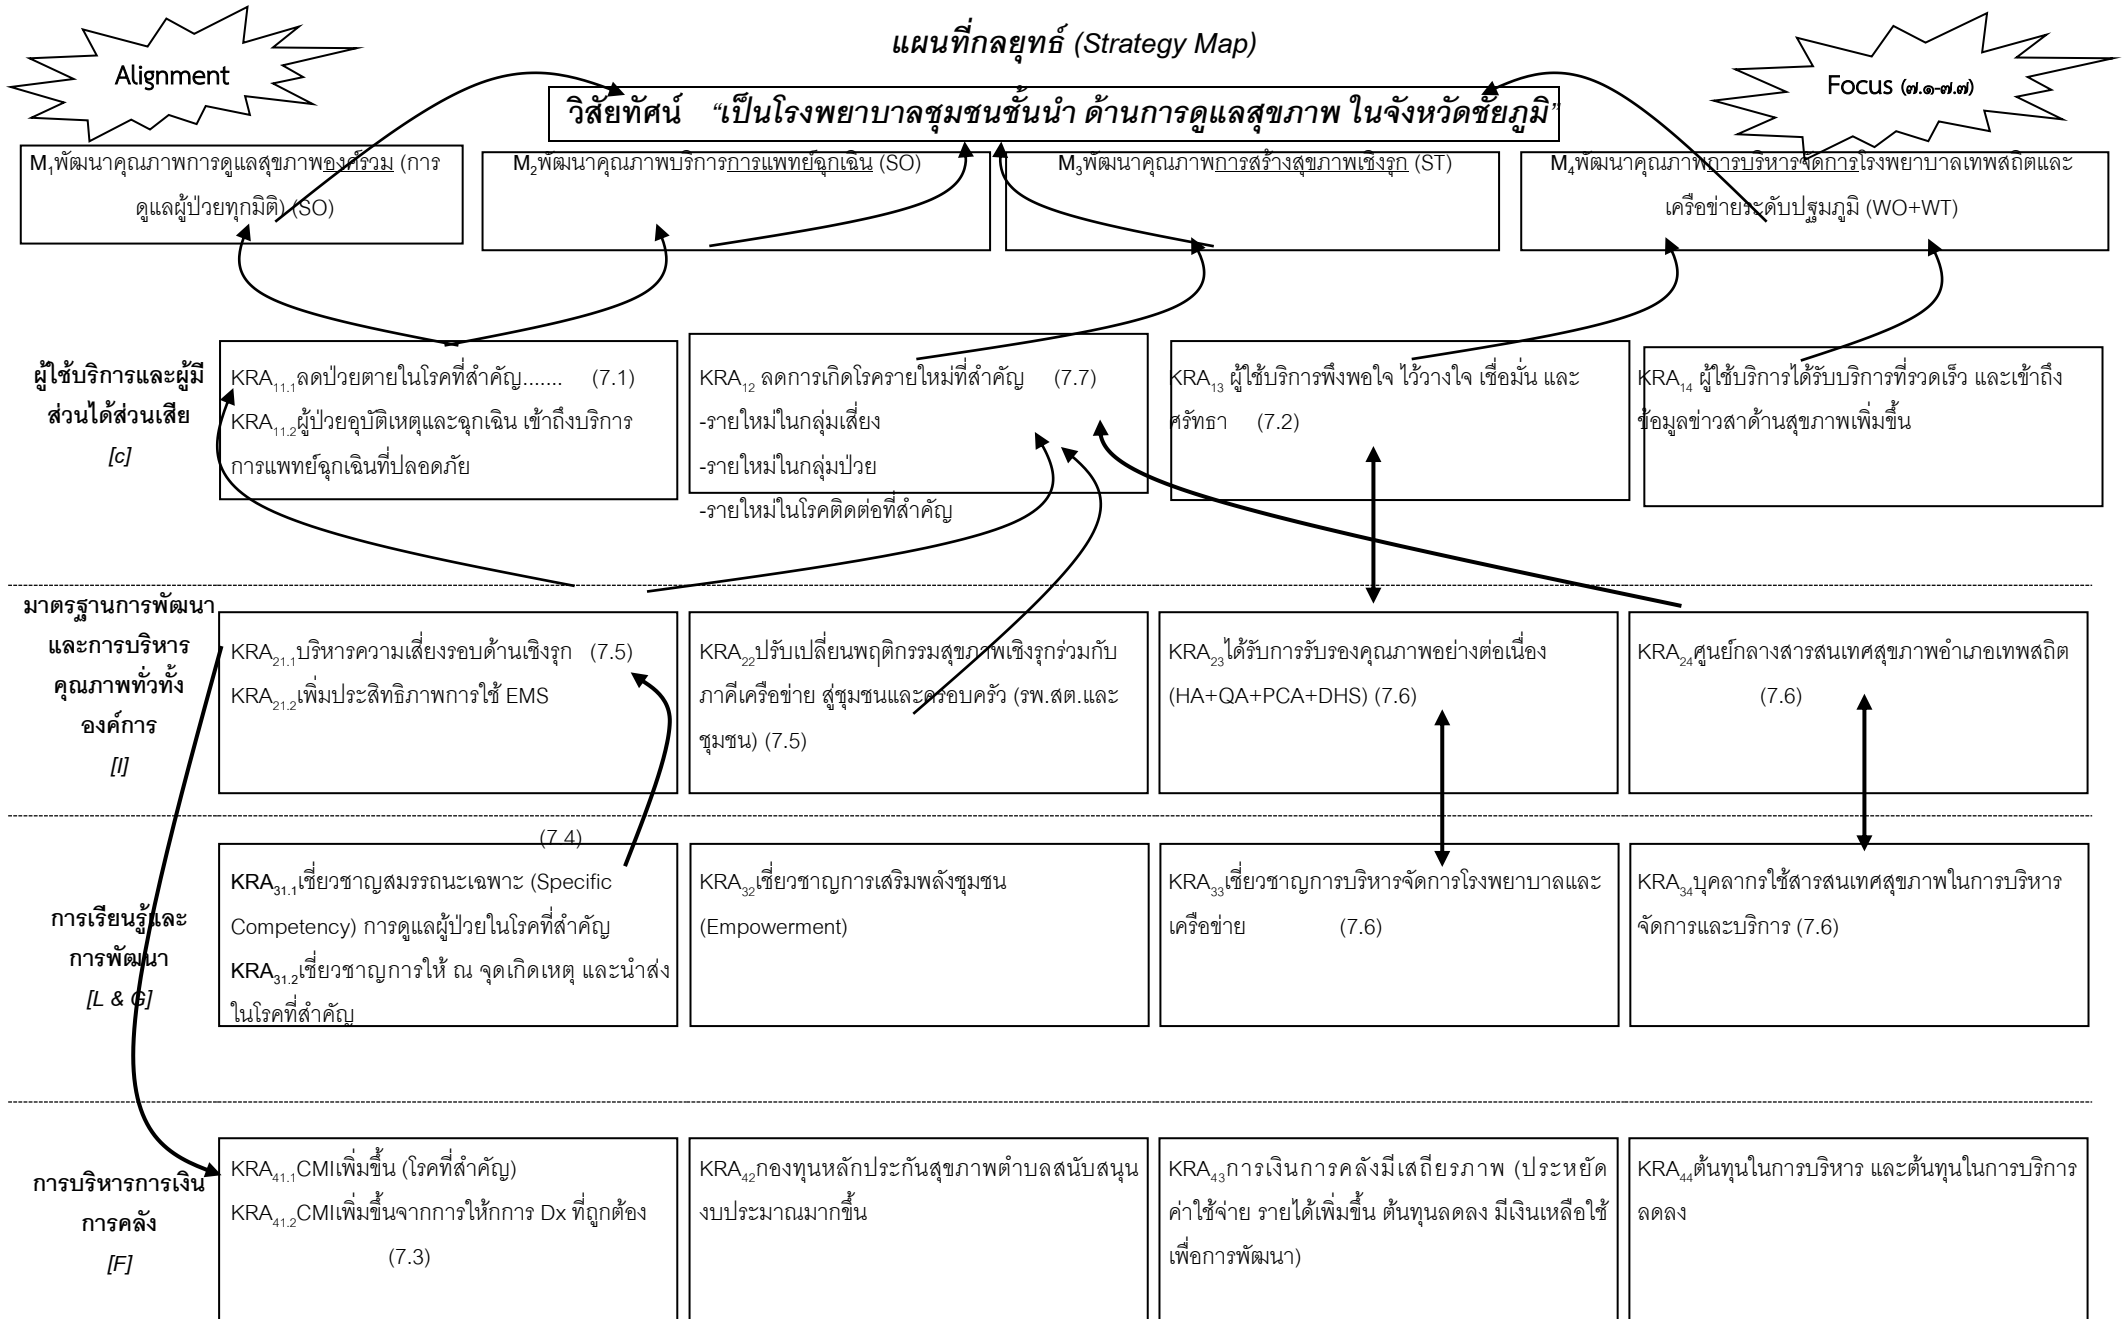 แผนที่กลยุทธ์ (Strategy Map)
Alignment
Focus (๗.๑-๗.๗)
วิสัยทัศน์ “เป็นโรงพยาบาลชุมชนชั้นนำ ด้านการดูแลสุขภาพ ในจังหวัดชัยภูมิ”
M1พัฒนาคุณภาพการดูแลสุขภาพองค์รวม (การ
ดูแลผู้ป่วยทุกมิติ) (SO)
M2พัฒนาคุณภาพบริการการแพทย์ฉุกเฉิน (SO)
M3พัฒนาคุณภาพการสร้างสุขภาพเชิงรุก (ST)
M4พัฒนาคุณภาพการบริหารจัดการโรงพยาบาลเทพสถิตและ
เครือข่ายระดับปฐมภูมิ (WO+WT)
ผู้ใช้บริการและผู้มี
ส่วนได้ส่วนเสีย
[c]
KRA11.1ลดป่วยตายในโรคที่สำคัญ....... (7.1)
KRA11.2ผู้ป่วยอุบัติเหตุและฉุกเฉิน เข้าถึงบริการ
การแพทย์ฉุกเฉินที่ปลอดภัย
KRA12 ลดการเกิดโรครายใหม่ที่สำคัญ (7.7)
-รายใหม่ในกลุ่มเสี่ยง
-รายใหม่ในกลุ่มป่วย
-รายใหม่ในโรคติดต่อที่สำคัญ
KRA13 ผู้ใช้บริการพึงพอใจ ไว้วางใจ เชื่อมั่น และ
ศรัทธา (7.2)
KRA14 ผู้ใช้บริการได้รับบริการที่รวดเร็ว และเข้าถึง
ข้อมูลข่าวสาด้านสุขภาพเพิ่มขึ้น
มาตรฐานการพัฒนา
และการบริหาร
คุณภาพทั่วทั้ง
องค์การ
[I]
KRA21.1บริหารความเสี่ยงรอบด้านเชิงรุก (7.5)
KRA21.2เพิ่มประสิทธิภาพการใช้ EMS
KRA22ปรับเปลี่ยนพฤติกรรมสุขภาพเชิงรุกร่วมกับ
ภาคีเครือข่าย สู่ชุมชนและครอบครัว (รพ.สต.และ
ชุมชน) (7.5)
KRA23ได้รับการรับรองคุณภาพอย่างต่อเนื่อง
(HA+QA+PCA+DHS) (7.6)
KRA24ศูนย์กลางสารสนเทศสุขภาพอำเภอเทพสถิต
(7.6)
การเรียนรู้และ
การพัฒนา
[L & G]
(7.4)
KRA31.1เชี่ยวชาญสมรรถนะเฉพาะ (Specific
Competency) การดูแลผู้ป่วยในโรคที่สำคัญ
KRA31.2เชี่ยวชาญการให้ ณ จุดเกิดเหตุ และนำส่ง
ในโรคที่สำคัญ
KRA32เชี่ยวชาญการเสริมพลังชุมชน
(Empowerment)
KRA33เชี่ยวชาญการบริหารจัดการโรงพยาบาลและ
เครือข่าย (7.6)
KRA34บุคลากรใช้สารสนเทศสุขภาพในการบริหาร
จัดการและบริการ (7.6)
การบริหารการเงิน
การคลัง
[F]
KRA41.1CMIเพิ่มขึ้น (โรคที่สำคัญ)
KRA41.2CMIเพิ่มขึ้นจากการให้กการ Dx ที่ถูกต้อง
(7.3)
KRA42กองทุนหลักประกันสุขภาพตำบลสนับสนุน
งบประมาณมากขึ้น
KRA43การเงินการคลังมีเสถียรภาพ (ประหยัด
ค่าใช้จ่าย รายได้เพิ่มขึ้น ต้นทุนลดลง มีเงินเหลือใช้
เพื่อการพัฒนา)
KRA44ต้นทุนในการบริหาร และต้นทุนในการบริการ
ลดลง